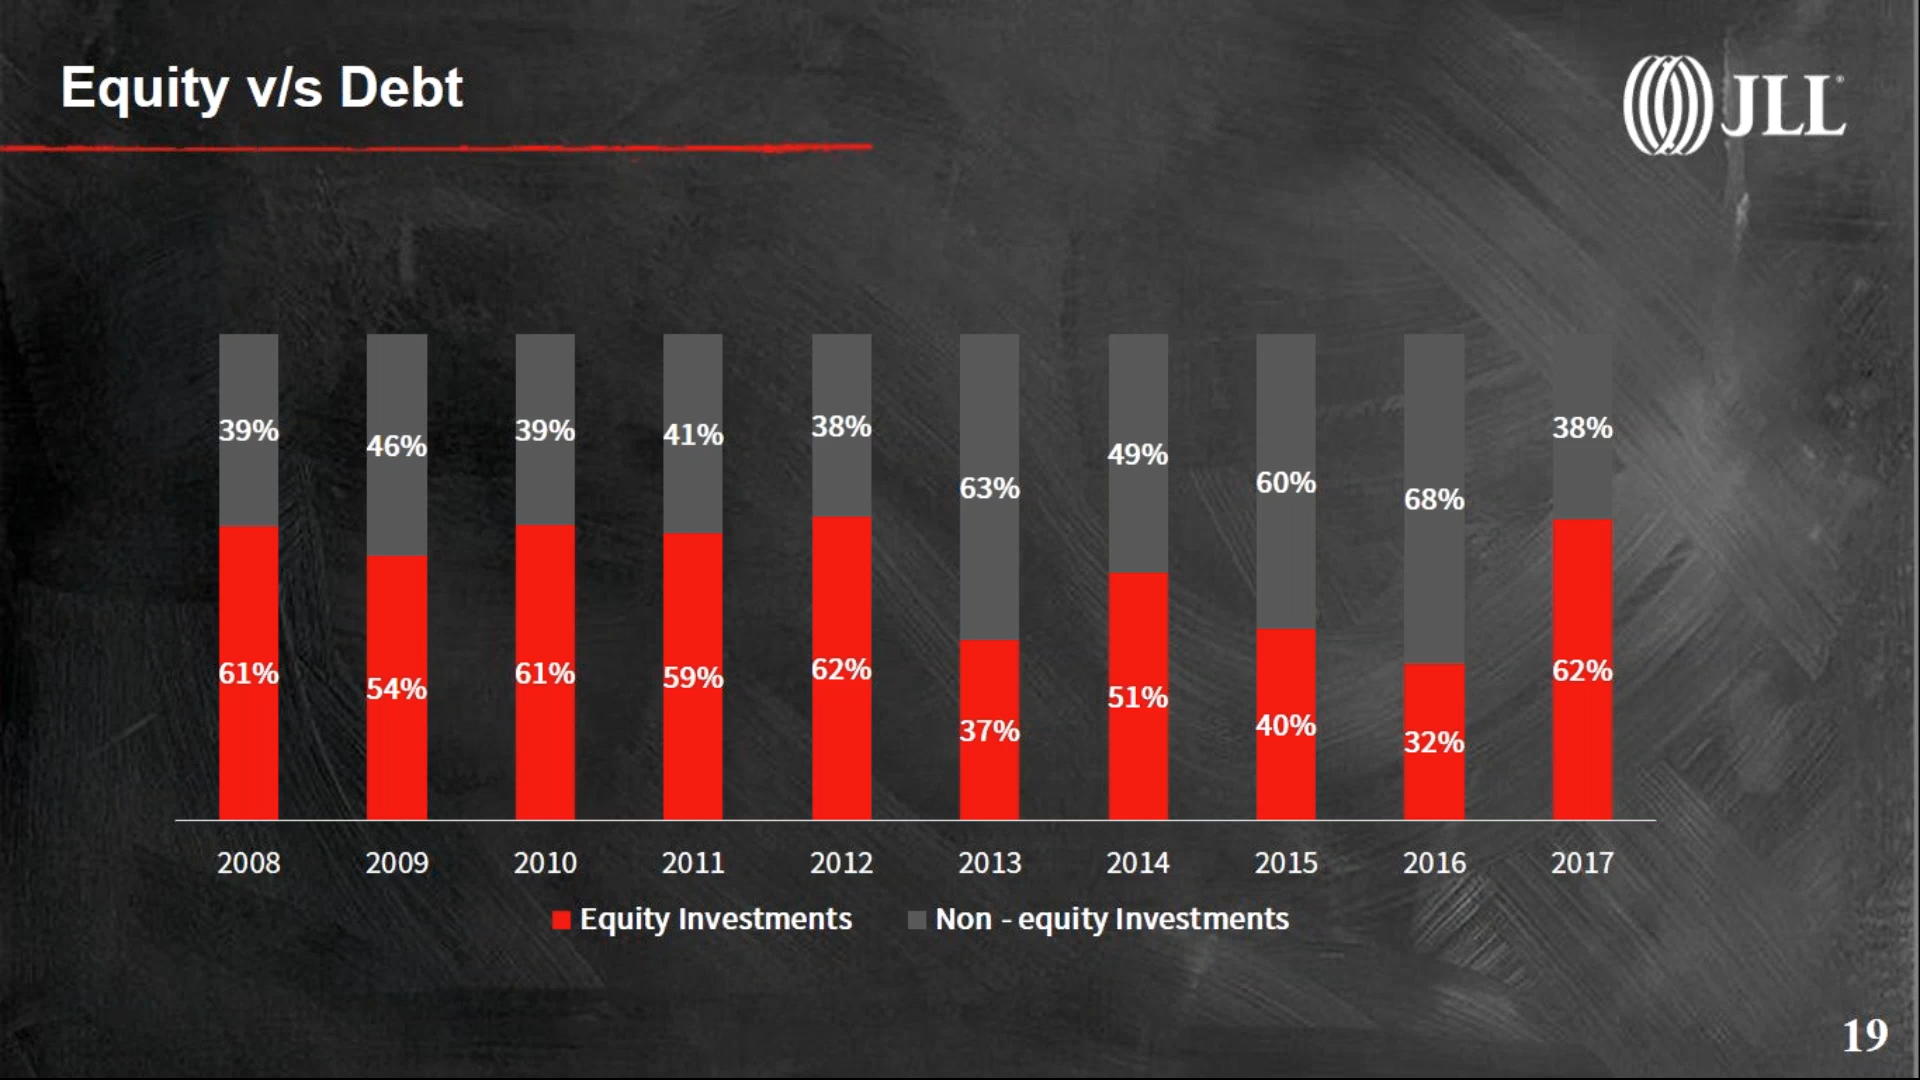 Equity v/s Debt
JLL
39% 46% 39% 41% 38% 63% 49% 60% 68% 38%
61% 54% 61% 59% 62% 37% 51% 40% 32% 62%
2008 2009 2010 2011 2012 2013 2014 2015 2016 2017
Equity Investments Non - equity Investments
19